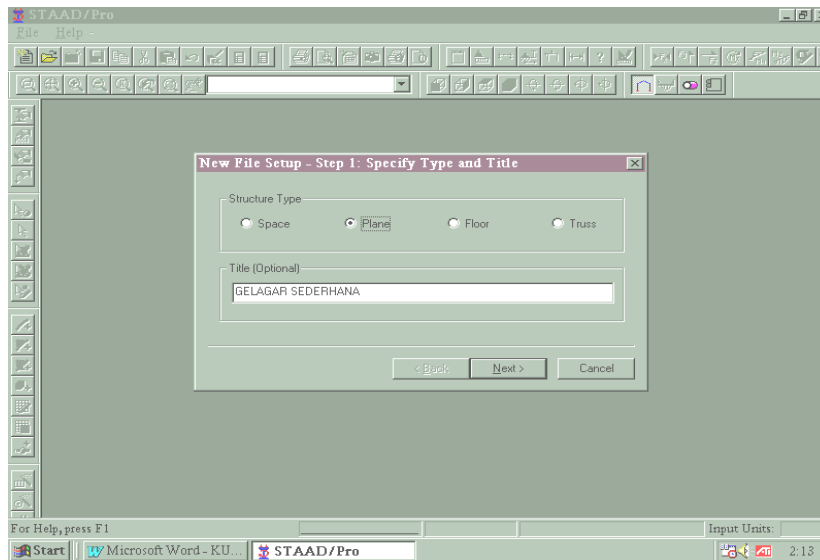 STAAD/Pro
File Help -
New File Setup - Step 1: Specify Type and Title
Structure Type
Space Plane Floor Truss
Title (Optional)
GELAGAR SEDERHANA
< Back Next > Cancel
For Help, press F1 Input Units:
Start Microsoft Word - KU... STAAD/Pro 2:13